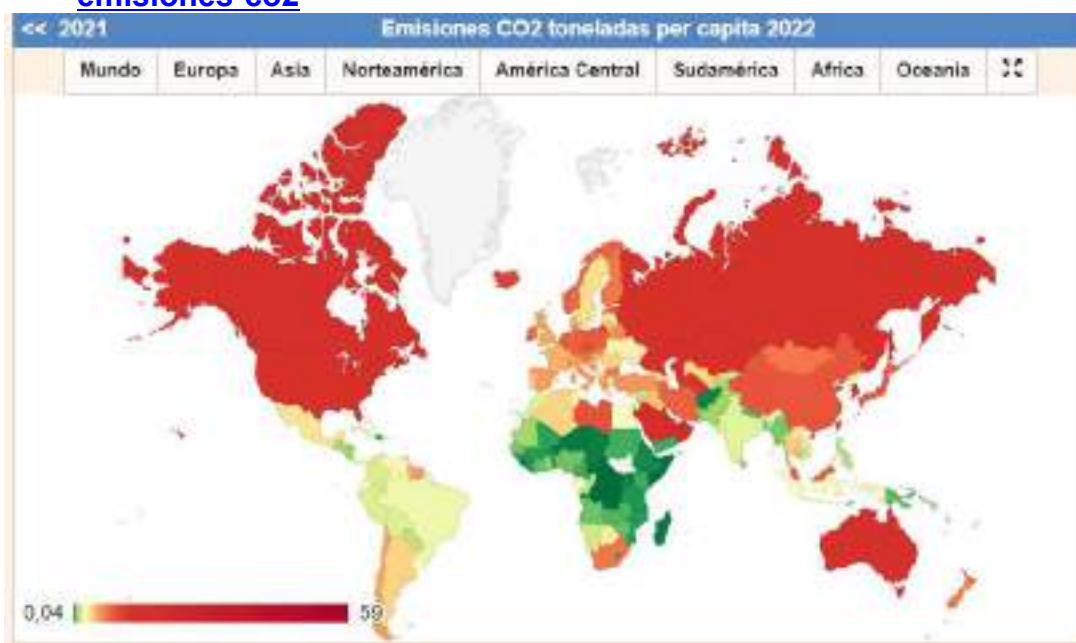 emisiones-co2
<< 2021 Emisiones CO2 toneladas per capita 2022
Mundo Europa Asia Norteamérica América Central Sudamérica Africa Oceania
0,04 59